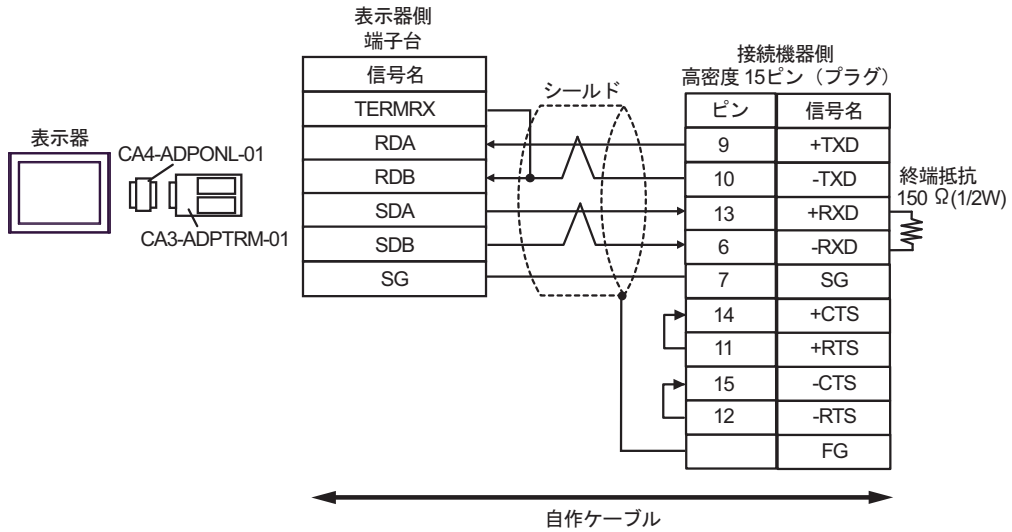 表示器
CA4-ADPONL-01
CA3-ADPTRM-01
表示器側
端子台
信号名
TERMRX
RDA
RDB
SDA
SDB
SG
シールド
接続機器側
高密度 15ピン（プラグ）
ピン 信号名
9 +TXD
10 -TXD
13 +RXD
6 -RXD
7 SG
14 +CTS
11 +RTS
15 -CTS
12 -RTS
FG
終端抵抗
150 Ω(1/2W)
自作ケーブル